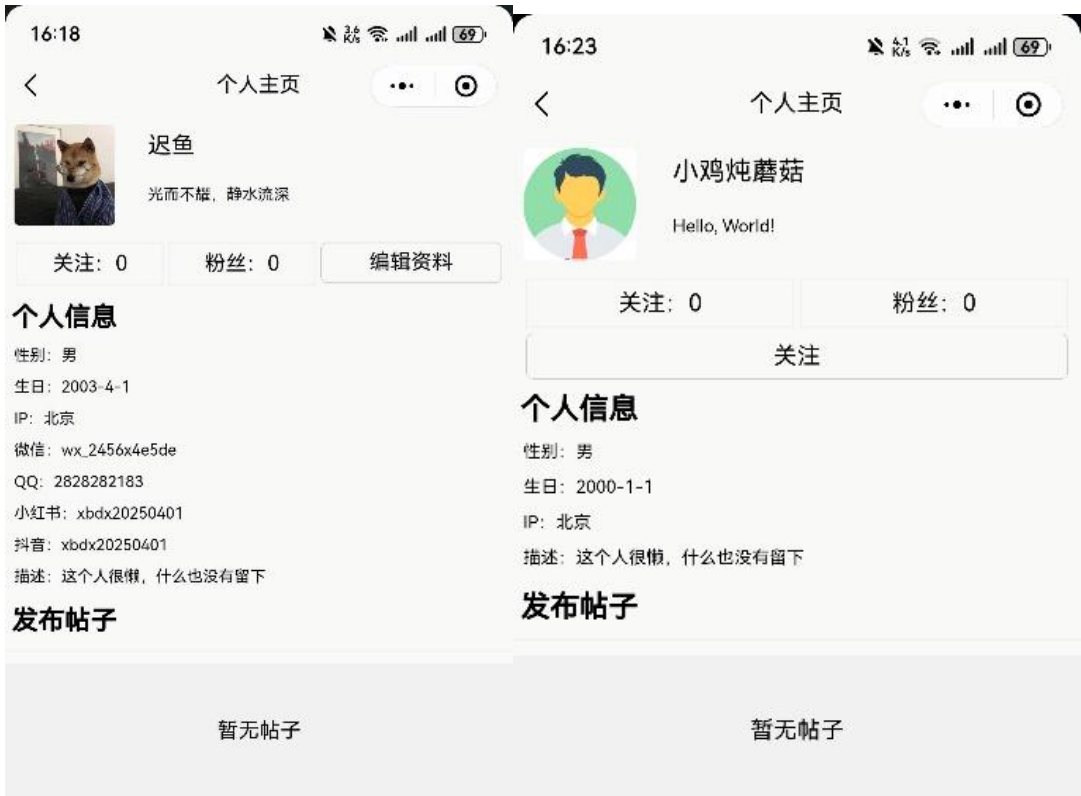 16:18
3.6 K/s
69
个人主页
迟鱼
光而不耀，静水流深
关注：0
粉丝：0
编辑资料
个人信息
性别：男
生日：2003-4-1
IP：北京
微信：wx_2456x4e5de
QQ：2828282183
小红书：xbdx20250401
抖音：xbdx20250401
描述：这个人很懒，什么也没有留下
发布帖子
暂无帖子
16:23
4.1 K/s
69
个人主页
小鸡炖蘑菇
Hello, World!
关注：0
粉丝：0
关注
个人信息
性别：男
生日：2000-1-1
IP：北京
描述：这个人很懒，什么也没有留下
发布帖子
暂无帖子